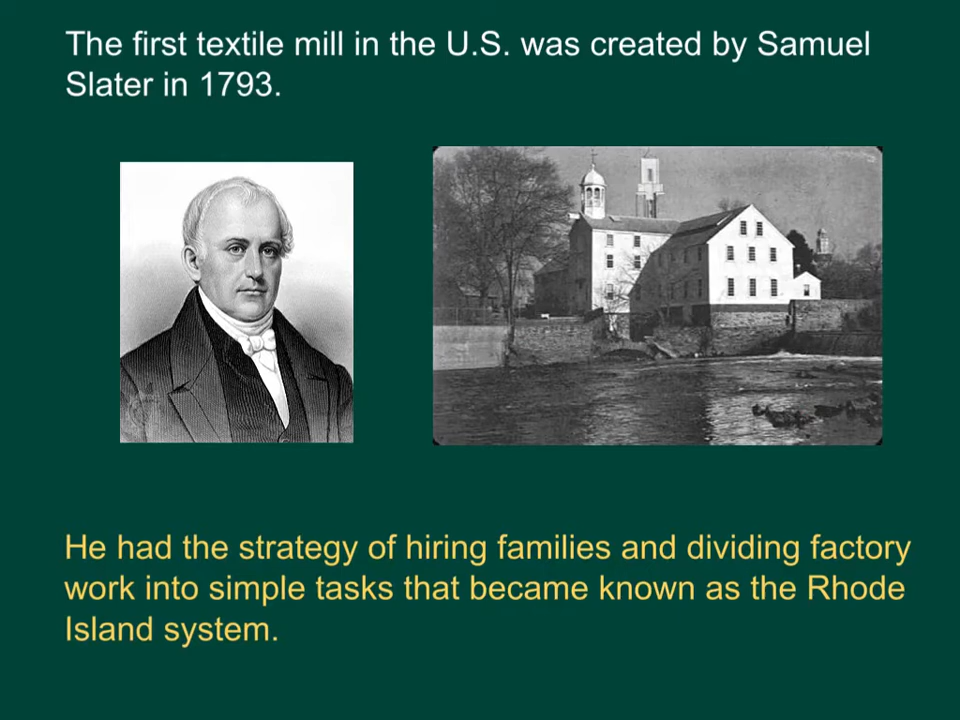 The first textile mill in the U.S. was created by Samuel
Slater in 1793.
He had the strategy of hiring families and dividing factory
work into simple tasks that became known as the Rhode
Island system.